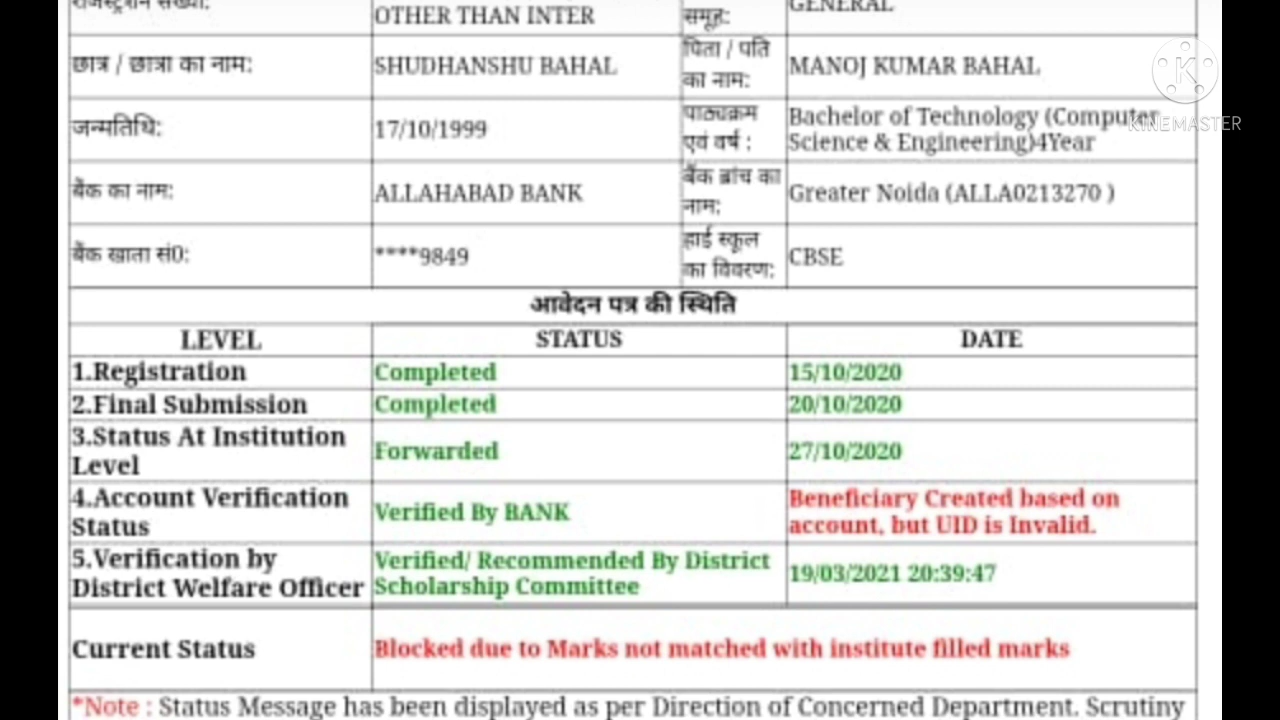 राजस्ट्रेशन संख्या:
OTHER THAN INTER
समूह:
GENERAL
छात्र / छात्रा का नाम:
SHUDHANSHU BAHAL
पिता / पति
का नाम:
MANOJ KUMAR BAHAL
जन्मतिथि:
17/10/1999
पाठ्यक्रम
एवं वर्ष :
Bachelor of Technology (Computer
Science & Engineering)4Year
बैंक का नाम:
ALLAHABAD BANK
बैंक ब्रांच का
नाम:
Greater Noida (ALLA0213270 )
बैंक खाता सं0:
****9849
हाई स्कूल
का विवरण:
CBSE
आवेदन पत्र की स्थिति
LEVEL
STATUS
DATE
1.Registration
Completed
15/10/2020
2.Final Submission
Completed
20/10/2020
3.Status At Institution
Level
Forwarded
27/10/2020
4.Account Verification
Status
Verified By BANK
Beneficiary Created based on
account, but UID is Invalid.
5.Verification by
District Welfare Officer
Verified/ Recommended By District
Scholarship Committee
19/03/2021 20:39:47
Current Status
Blocked due to Marks not matched with institute filled marks
*Note : Status Message has been displayed as per Direction of Concerned Department. Scrutiny
K
KINEMASTER